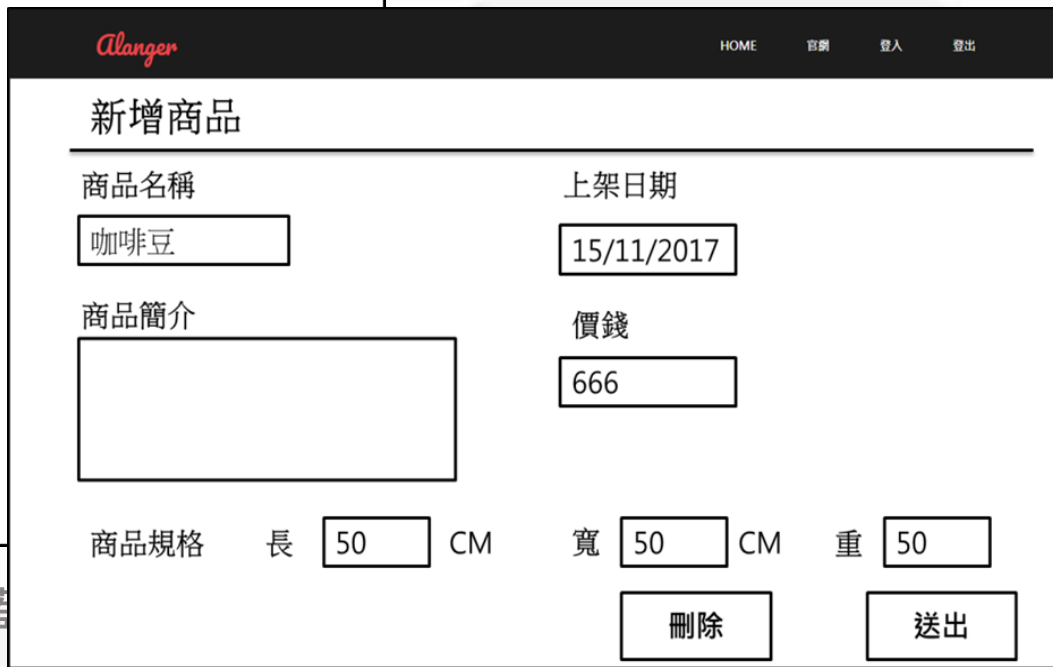 Alanger HOME 官網 登入 登出
新增商品
商品名稱 上架日期
咖啡豆 15/11/2017
商品簡介 價錢
666
商品規格 長 50 CM 寬 50 CM 重 50
刪除 送出